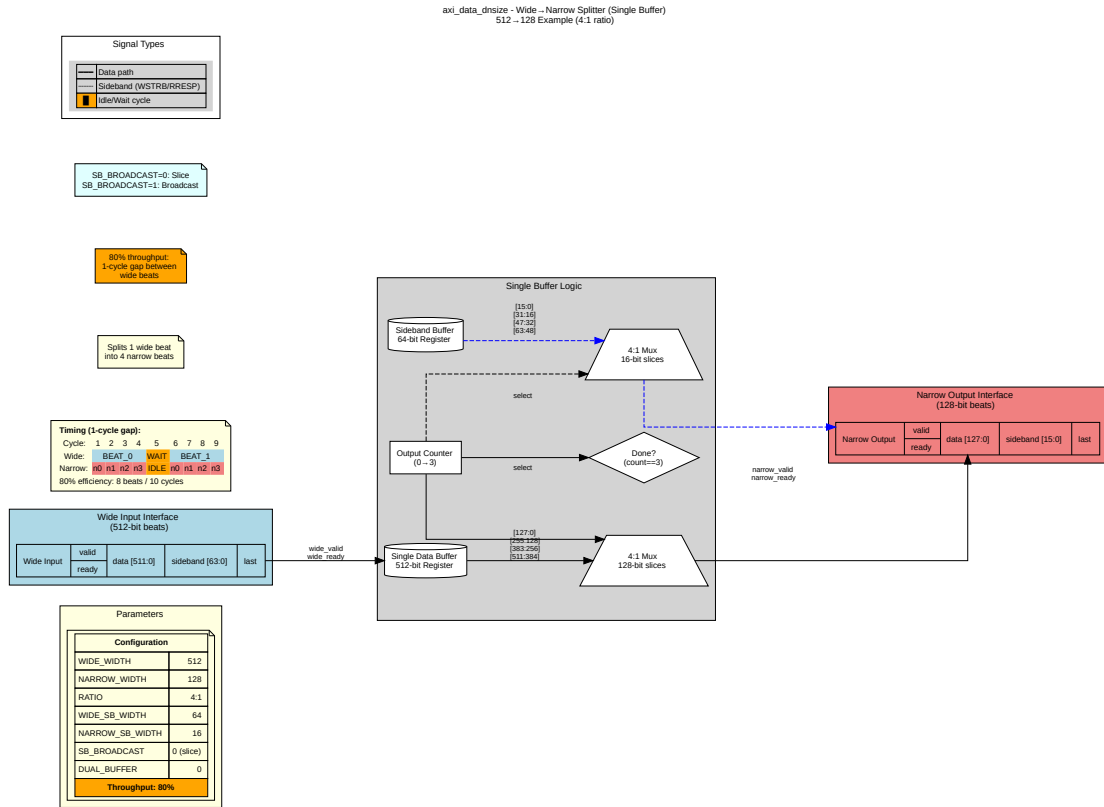 axi_data_dnsize - Wide→Narrow Splitter (Single Buffer)
512→128 Example (4:1 ratio)
Signal Types
Data path
Sideband (WSTRB/RRESP)
Idle/Wait cycle
SB_BROADCAST=0: Slice
SB_BROADCAST=1: Broadcast
80% throughput:
1-cycle gap between
wide beats
Splits 1 wide beat
into 4 narrow beats
Timing (1-cycle gap):
Cycle: 1 2 3 4 5 6 7 8 9
Wide: BEAT_0 WAIT BEAT_1
Narrow: n0 n1 n2 n3 IDLE n0 n1 n2 n3
80% efficiency: 8 beats / 10 cycles
Wide Input Interface
(512-bit beats)
Wide Input valid ready data [511:0] sideband [63:0] last
wide_valid
wide_ready
Parameters
Configuration
WIDE_WIDTH 512
NARROW_WIDTH 128
RATIO 4:1
WIDE_SB_WIDTH 64
NARROW_SB_WIDTH 16
SB_BROADCAST 0 (slice)
DUAL_BUFFER 0
Throughput: 80%
Single Buffer Logic
Sideband Buffer
64-bit Register
[15:0]
[31:16]
[47:32]
[63:48]
4:1 Mux
16-bit slices
select
Output Counter
(0→3)
select
Done?
(count==3)
Single Data Buffer
512-bit Register
[127:0]
[255:128]
[383:256]
[511:384]
4:1 Mux
128-bit slices
narrow_valid
narrow_ready
Narrow Output Interface
(128-bit beats)
Narrow Output valid ready data [127:0] sideband [15:0] last